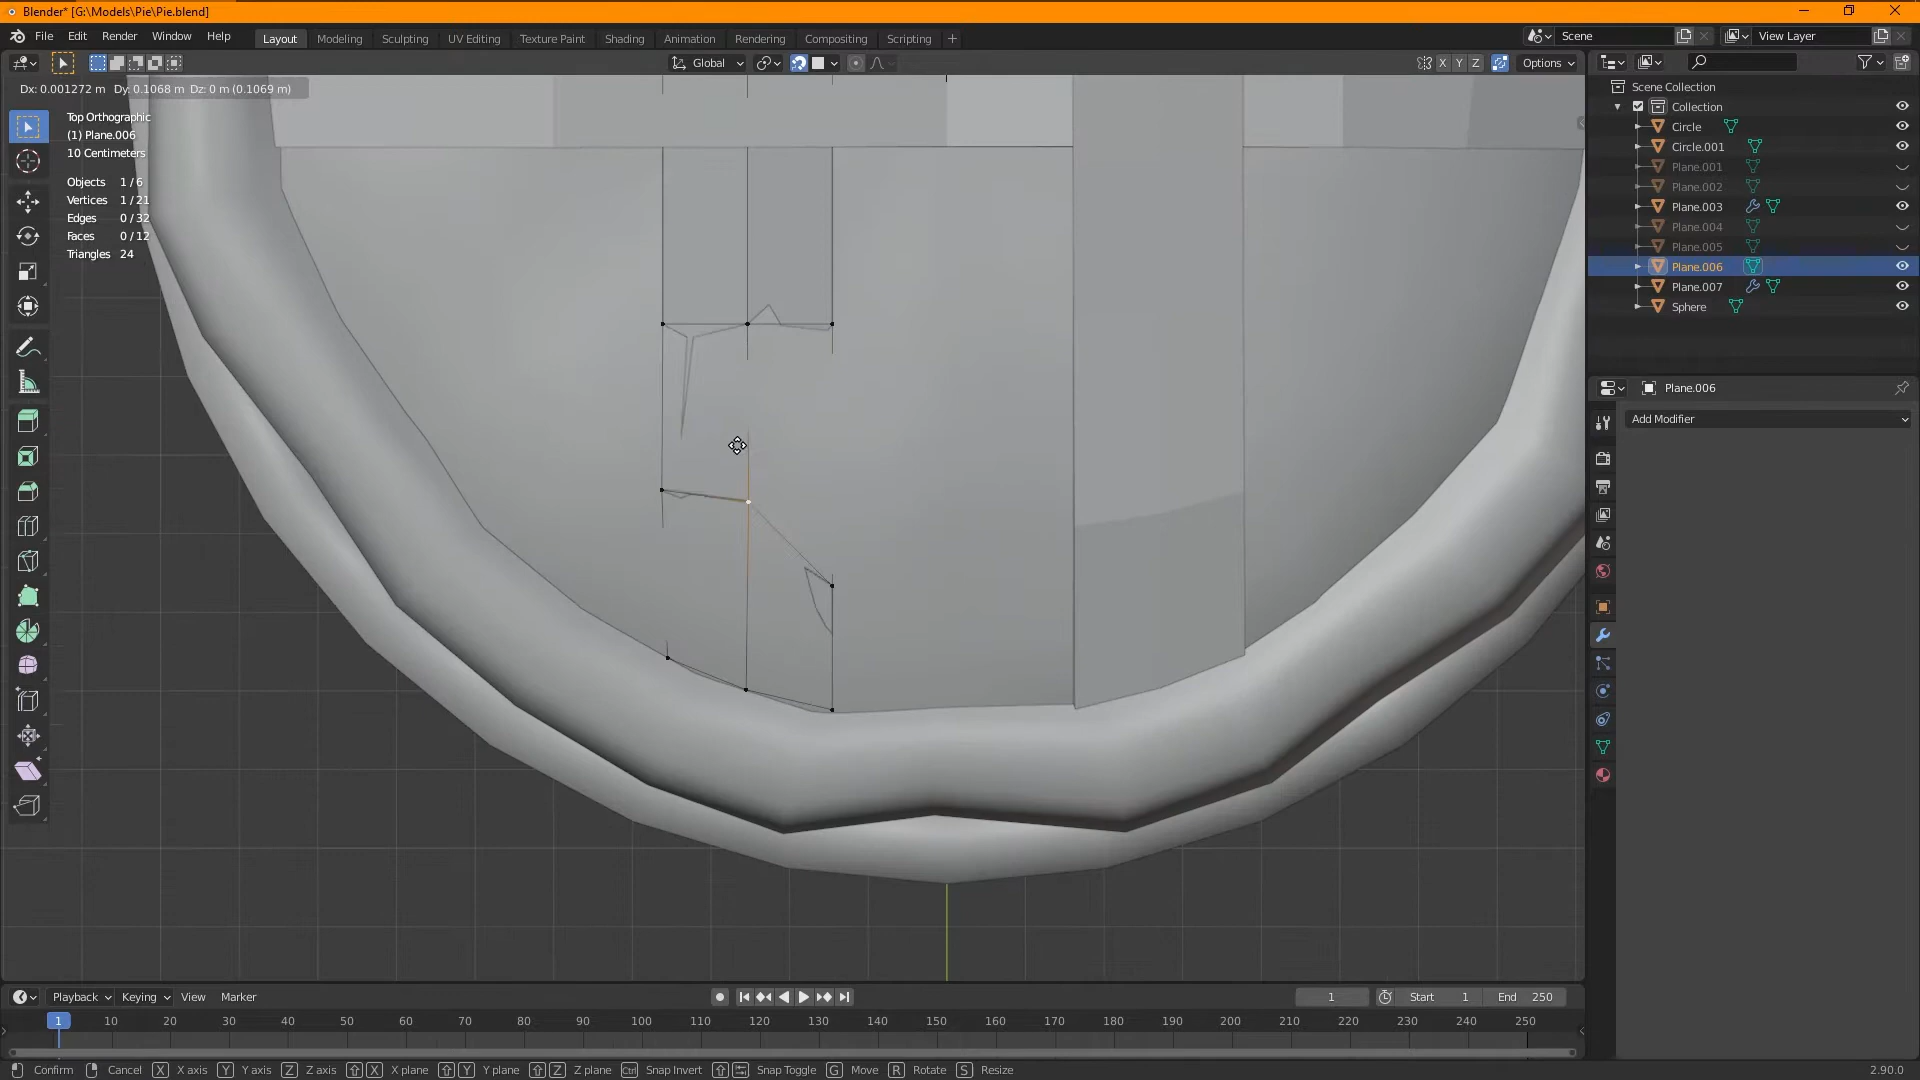 Blender* [G:\Models\Pie\Pie.blend]
File Edit Render Window Help
Layout Modeling Sculpting UV Editing Texture Paint Shading Animation Rendering Compositing Scripting
Scene
View Layer
Global
X Y Z
Options
Dx: 0.001272 m Dy: 0.1068 m Dz: 0 m (0.1069 m)
Top Orthographic
(1) Plane.006
10 Centimeters
Objects 1 / 6
Vertices 1 / 21
Edges 0 / 32
Faces 0 / 12
Triangles 24
Scene Collection
Collection
Circle
Circle.001
Plane.001
Plane.002
Plane.003
Plane.004
Plane.005
Plane.006
Plane.007
Sphere
Plane.006
Add Modifier
Playback Keying View Marker
1
Start 1
End 250
1 10 20 30 40 50 60 70 80 90 100 110 120 130 140 150 160 170 180 190 200 210 220 230 240 250
Confirm Cancel X X axis Y Y axis Z Z axis X X plane Y Y plane Z Z plane Ctrl Snap Invert Snap Toggle G Move R Rotate S Resize
2.90.0